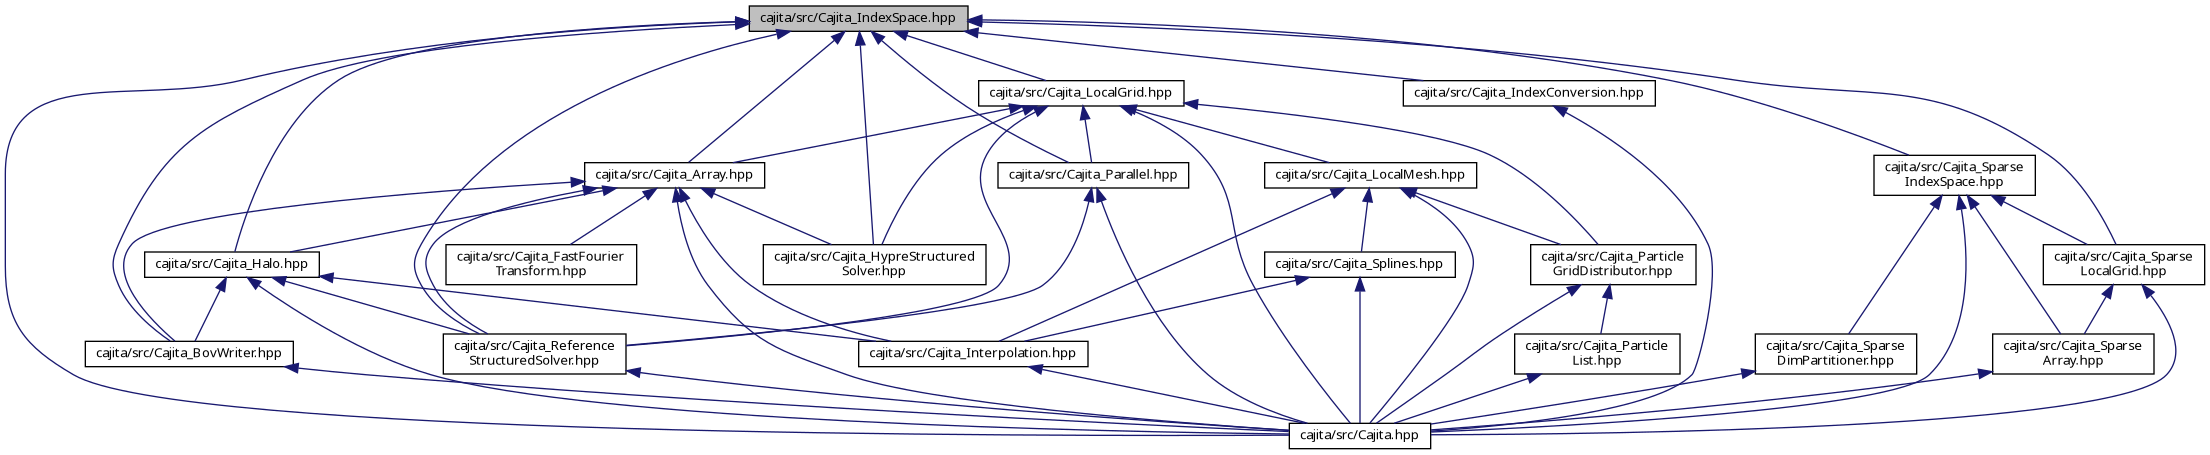 cajita/src/Cajita_IndexSpace.hpp
cajita/src/Cajita_LocalGrid.hpp
cajita/src/Cajita_IndexConversion.hpp
cajita/src/Cajita_Array.hpp
cajita/src/Cajita_Parallel.hpp
cajita/src/Cajita_LocalMesh.hpp
cajita/src/Cajita_Sparse
IndexSpace.hpp
cajita/src/Cajita_Halo.hpp
cajita/src/Cajita_FastFourier
Transform.hpp
cajita/src/Cajita_HypreStructured
Solver.hpp
cajita/src/Cajita_Splines.hpp
cajita/src/Cajita_Particle
GridDistributor.hpp
cajita/src/Cajita_Sparse
LocalGrid.hpp
cajita/src/Cajita_BovWriter.hpp
cajita/src/Cajita_Reference
StructuredSolver.hpp
cajita/src/Cajita_Interpolation.hpp
cajita/src/Cajita_Particle
List.hpp
cajita/src/Cajita_Sparse
DimPartitioner.hpp
cajita/src/Cajita_Sparse
Array.hpp
cajita/src/Cajita.hpp